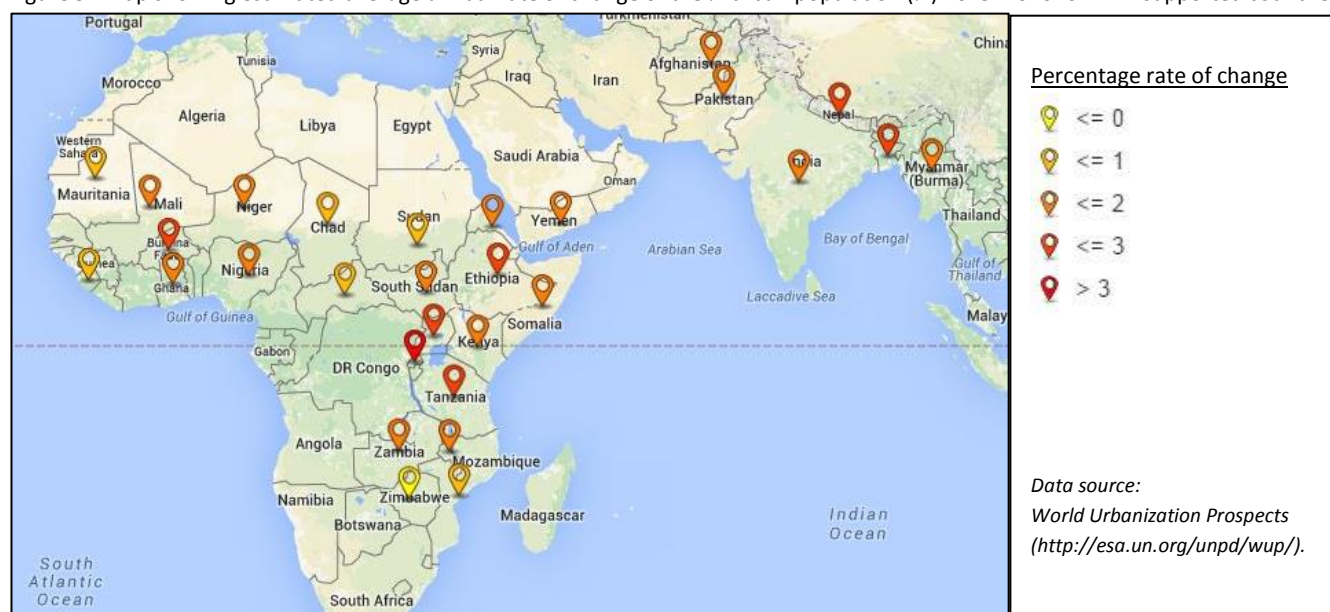 Portugal
Turkmenistan
China
Syria
Afghanistan
Tunisia
Morocco
Iraq
Iran
Pakistan
Algeria
Libya
Egypt
Nepal
Western
Sahara
Saudi Arabia
India
Myanmar
(Burma)
Oman
Mauritania
Mali
Niger
Chad
Sudan
Yemen
Thailand
Gulf of Aden
Arabian Sea
Bay of Bengal
Burkina
Nigeria
Ethiopia
Gulf of
Thailand
Ghana
South Sudan
Laccadive Sea
Gulf of Guinea
Somalia
Malay
Gabon
Kenya
DR Congo
Tanzania
Angola
Zambia
Mozambique
Namibia
Zimbabwe
Botswana
Madagascar
Indian
Ocean
South
Atlantic
Ocean
South Africa
Percentage rate of change
<= 0
<= 1
<= 2
<= 3
> 3
Data source:
World Urbanization Prospects
(http://esa.un.org/unpd/wup/).